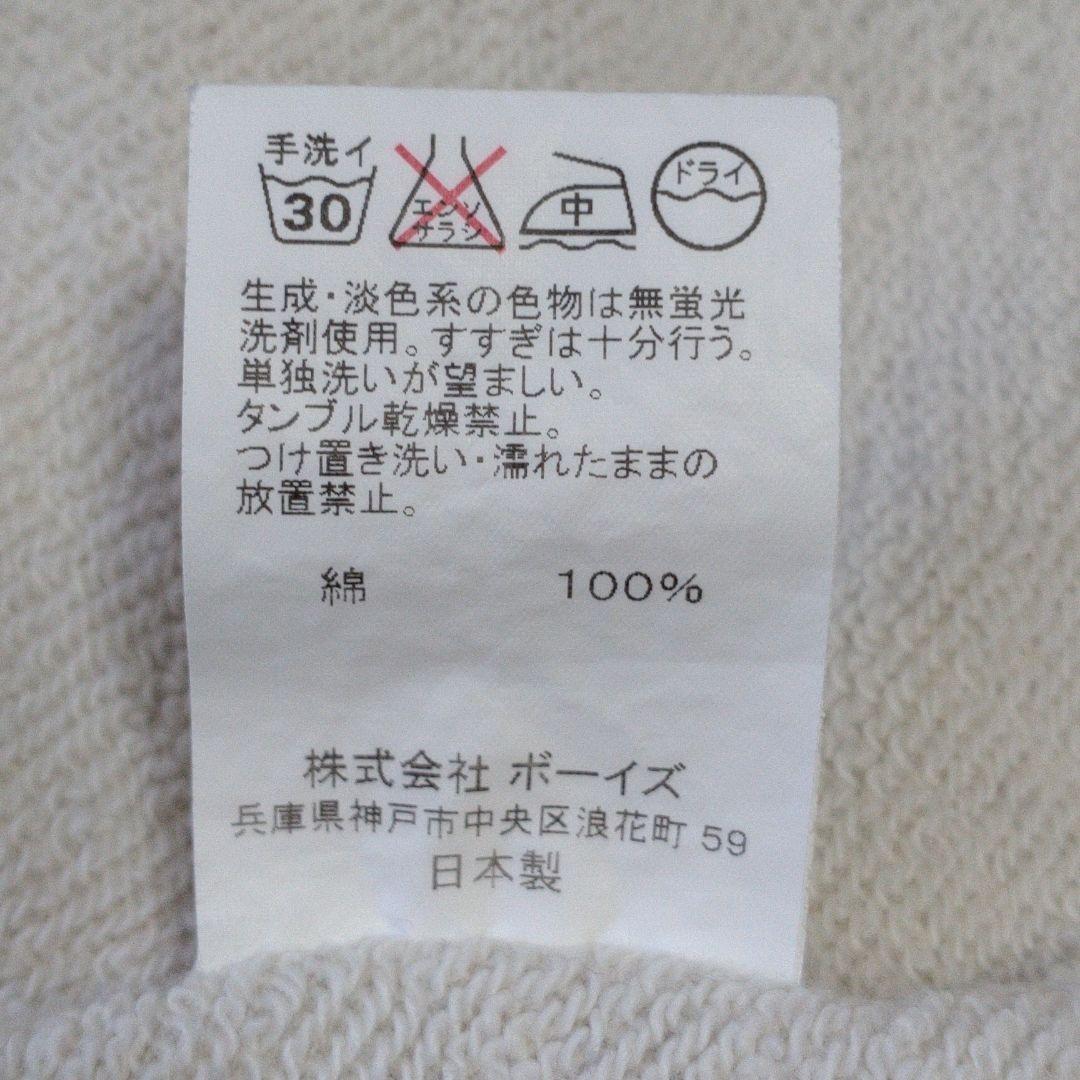 手洗イ
30
エンソ
サラシ
中
ドライ
生成・淡色系の色物は無蛍光
洗剤使用。すすぎは十分行う。
単独洗いが望ましい。
タンブル乾燥禁止。
つけ置き洗い・濡れたままの
放置禁止。
綿 100%
株式会社 ボーイズ
兵庫県神戸市中央区浪花町 59
日本製